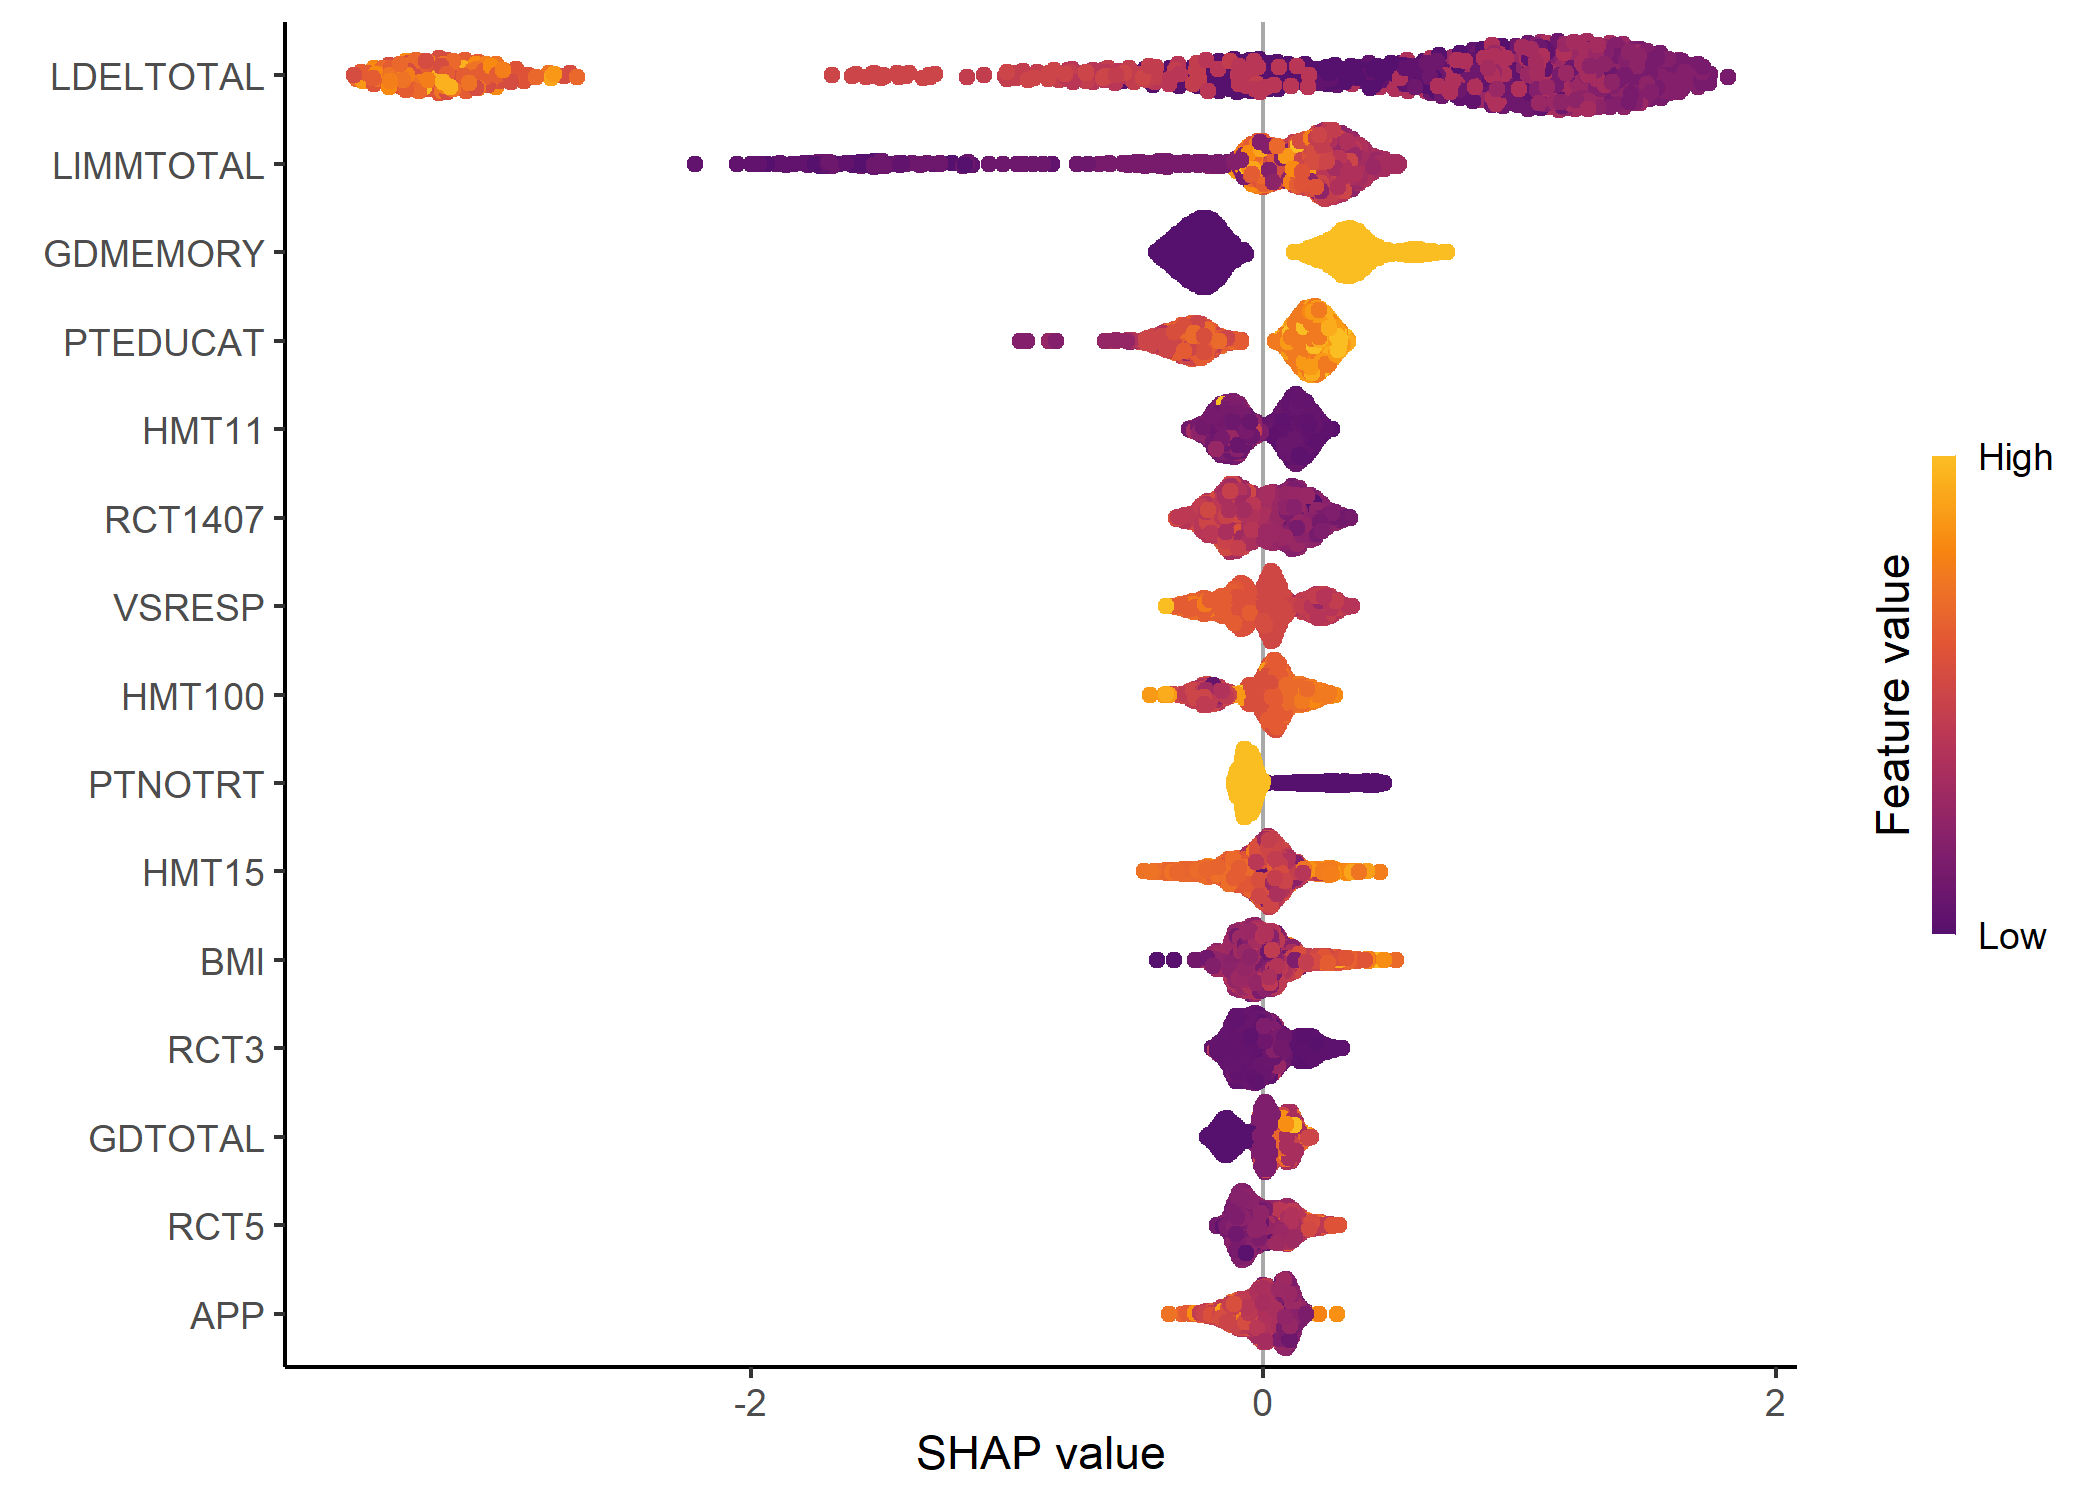 LDELTOTAL
LIMMTOTAL
GDMEMORY
PTEDUCAT
HMT11
RCT1407
VSRESP
HMT100
PTNOTRT
HMT15
BMI
RCT3
GDTOTAL
RCT5
APP
-2
0
2
SHAP value
Feature value
High
Low